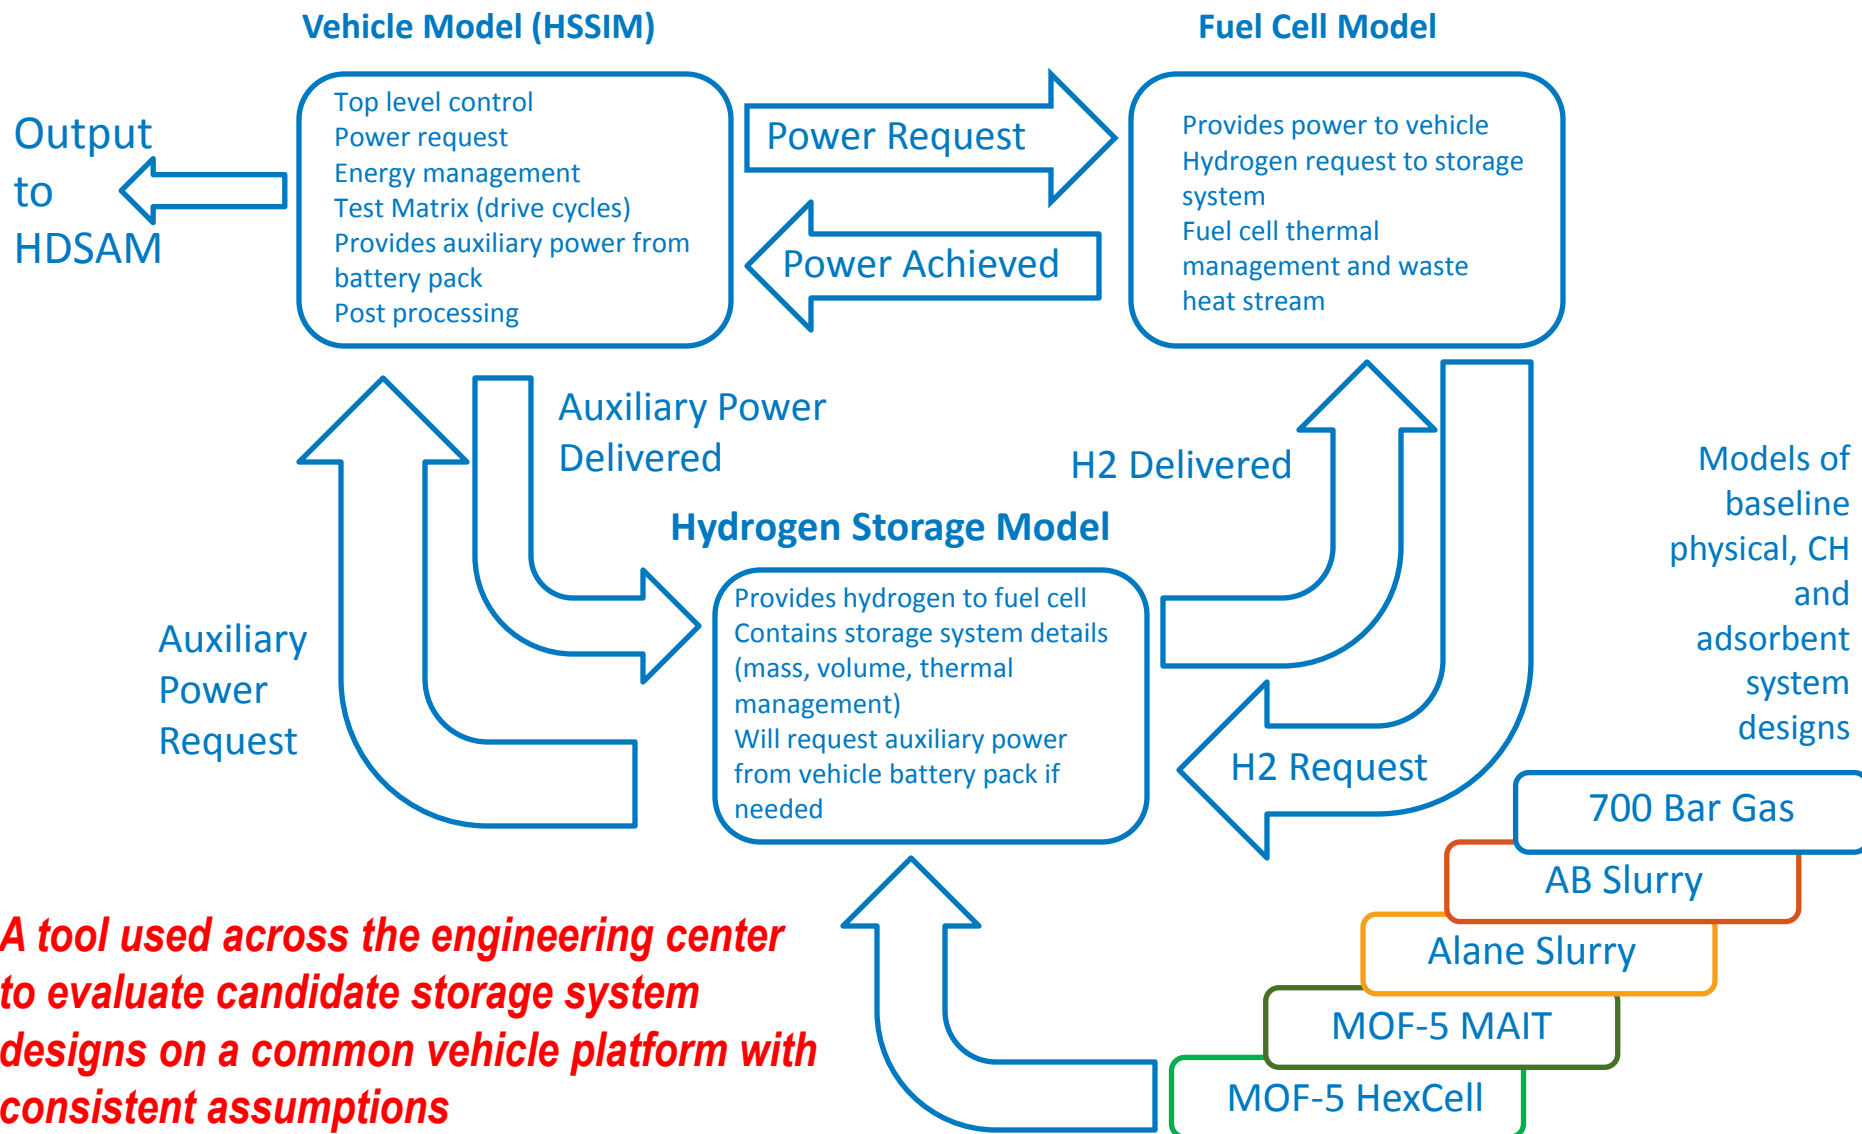 Vehicle Model (HSSIM)
Fuel Cell Model
Output
to
HDSAM
Top level control
Power request
Energy management
Test Matrix (drive cycles)
Provides auxiliary power from
battery pack
Post processing
Power Request
Power Achieved
Provides power to vehicle
Hydrogen request to storage
system
Fuel cell thermal
management and waste
heat stream
Auxiliary Power
Delivered
H2 Delivered
Hydrogen Storage Model
Models of
baseline
physical, CH
and
adsorbent
system
designs
Auxiliary
Power
Request
Provides hydrogen to fuel cell
Contains storage system details
(mass, volume, thermal
management)
Will request auxiliary power
from vehicle battery pack if
needed
H2 Request
700 Bar Gas
AB Slurry
Alane Slurry
MOF-5 MAIT
MOF-5 HexCell
A tool used across the engineering center
to evaluate candidate storage system
designs on a common vehicle platform with
consistent assumptions